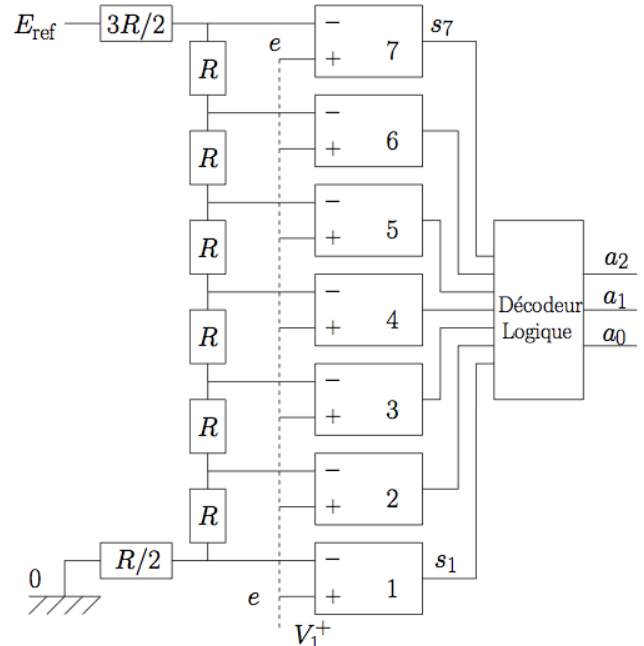 E_ref 3R/2 − s_7
e + 7
R
− 6
+
R
− 5
+
R
a_2
− 4
+
Décodeur
Logique
a_1
R
a_0
− 3
+
R
− 2
+
R
0 R/2 − s_1
e + 1
V_1^+